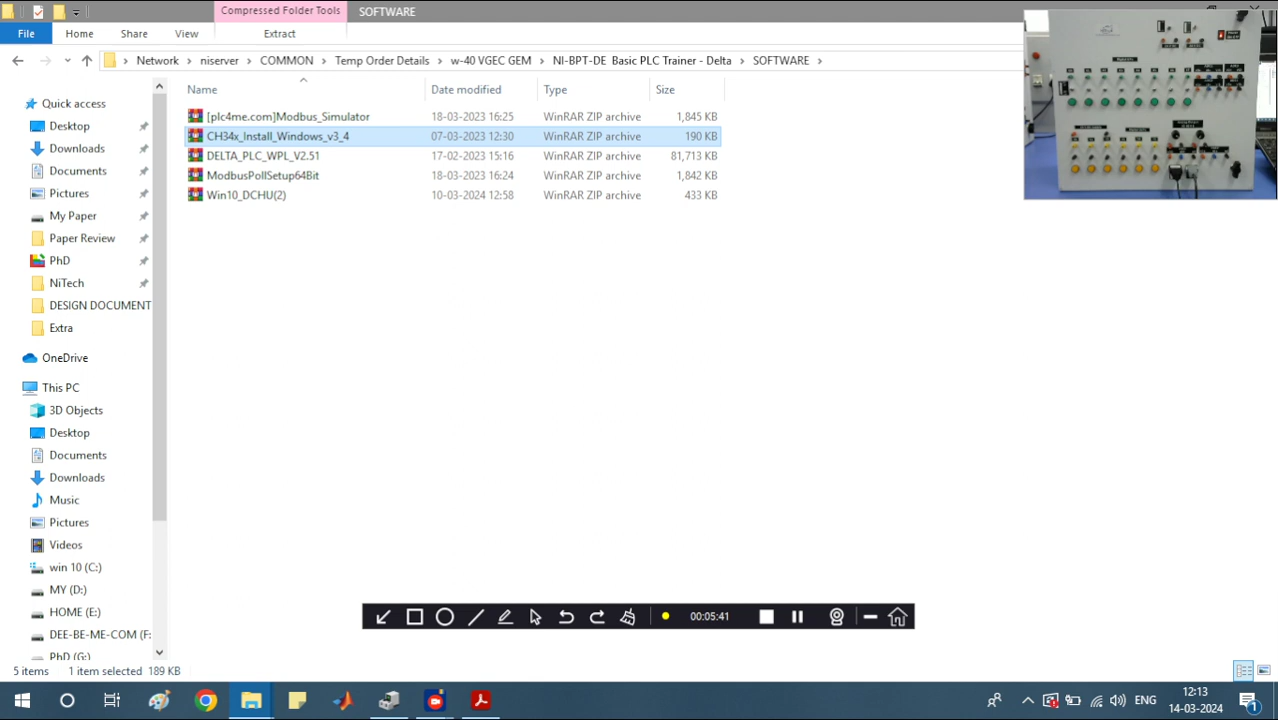 Compressed Folder Tools SOFTWARE
File Home Share View Extract
Network niserver COMMON Temp Order Details w-40 VGEC GEM NI-BPT-DE Basic PLC Trainer - Delta SOFTWARE
Name Date modified Type Size
[plc4me.com]Modbus_Simulator 18-03-2023 16:25 WinRAR ZIP archive 1,845 KB
CH34x_Install_Windows_v3_4 07-03-2023 12:30 WinRAR ZIP archive 190 KB
DELTA_PLC_WPL_V2.51 17-02-2023 15:16 WinRAR ZIP archive 81,713 KB
ModbusPollSetup64Bit 18-03-2023 16:24 WinRAR ZIP archive 1,842 KB
Win10_DCHU(2) 10-03-2024 12:58 WinRAR ZIP archive 433 KB
Quick access
Desktop
Downloads
Documents
Pictures
My Paper
Paper Review
PhD
NiTech
DESIGN DOCUMENT
Extra
OneDrive
This PC
3D Objects
Desktop
Documents
Downloads
Music
Pictures
Videos
win 10 (C:)
MY (D:)
HOME (E:)
DEE-BE-ME-COM (F:
PhD (G:)
00:05:41
5 items 1 item selected 189 KB
ENG
12:13
14-03-2024
1